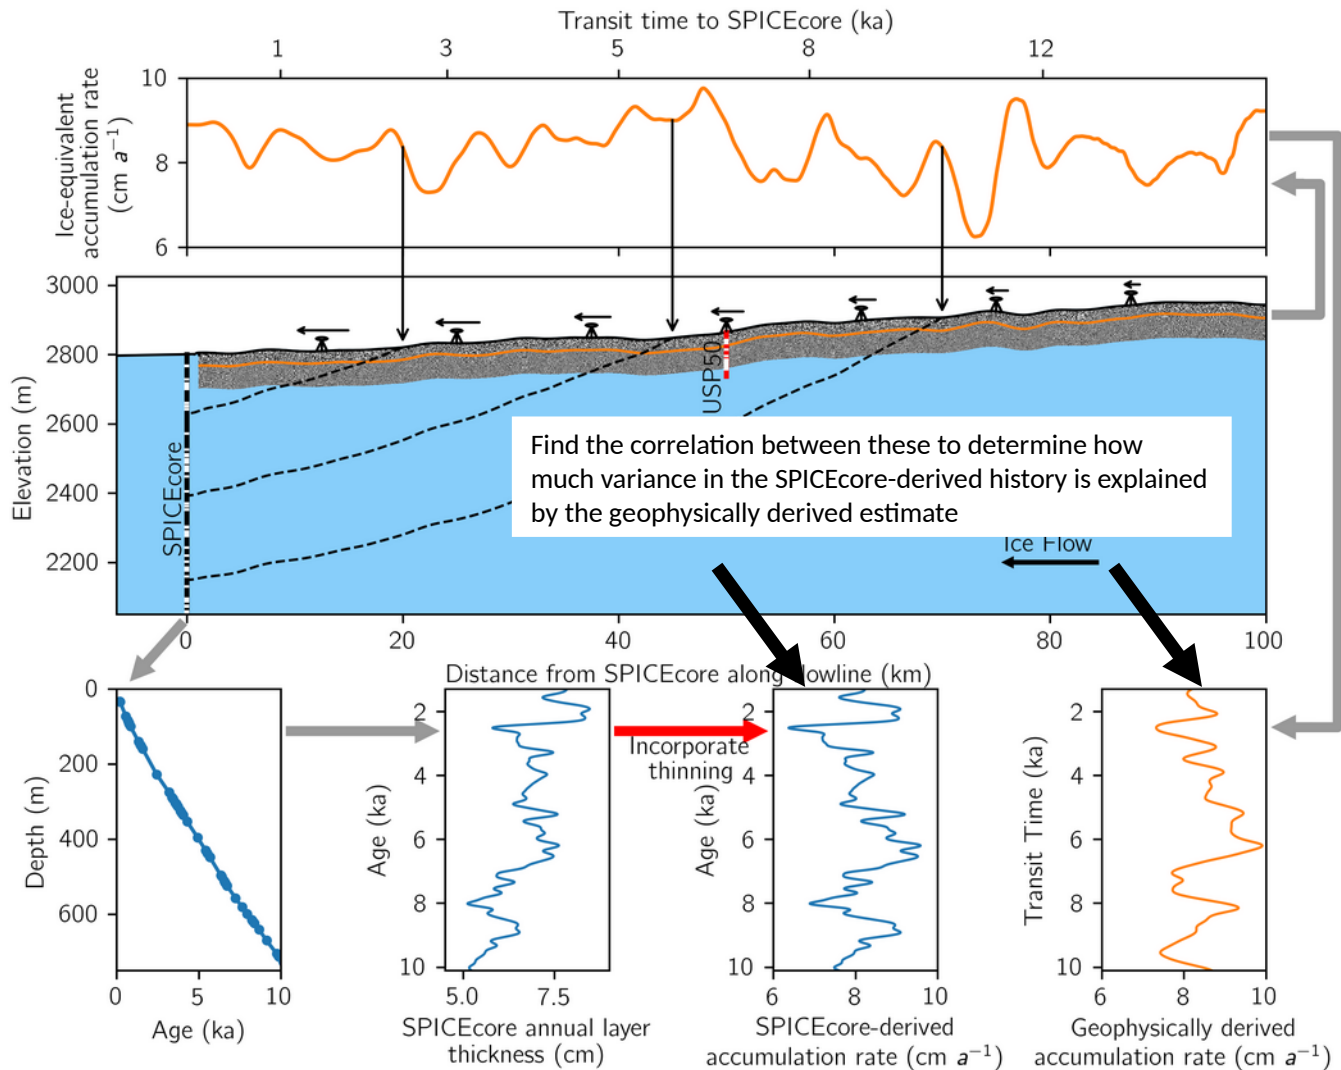 Transit time to SPICEcore (ka)
1 3 5 8 12
Ice-equivalent
accumulation rate
(cm a⁻¹)
10
8
6
3000
2800
2600
2400
2200
Elevation (m)
SPICEcore
USP50
Find the correlation between these to determine how
much variance in the SPICEcore-derived history is explained
by the geophysically derived estimate
Ice Flow
0 20 40 60 80 100
Distance from SPICEcore along flowline (km)
0
200
400
600
Depth (m)
0 5 10
Age (ka)
2
4
6
8
10
Age (ka)
5.0 7.5
SPICEcore annual layer
thickness (cm)
Incorporate
thinning
2
4
6
8
10
Age (ka)
6 8 10
SPICEcore-derived
accumulation rate (cm a⁻¹)
2
4
6
8
10
Transit Time (ka)
6 8 10
Geophysically derived
accumulation rate (cm a⁻¹)